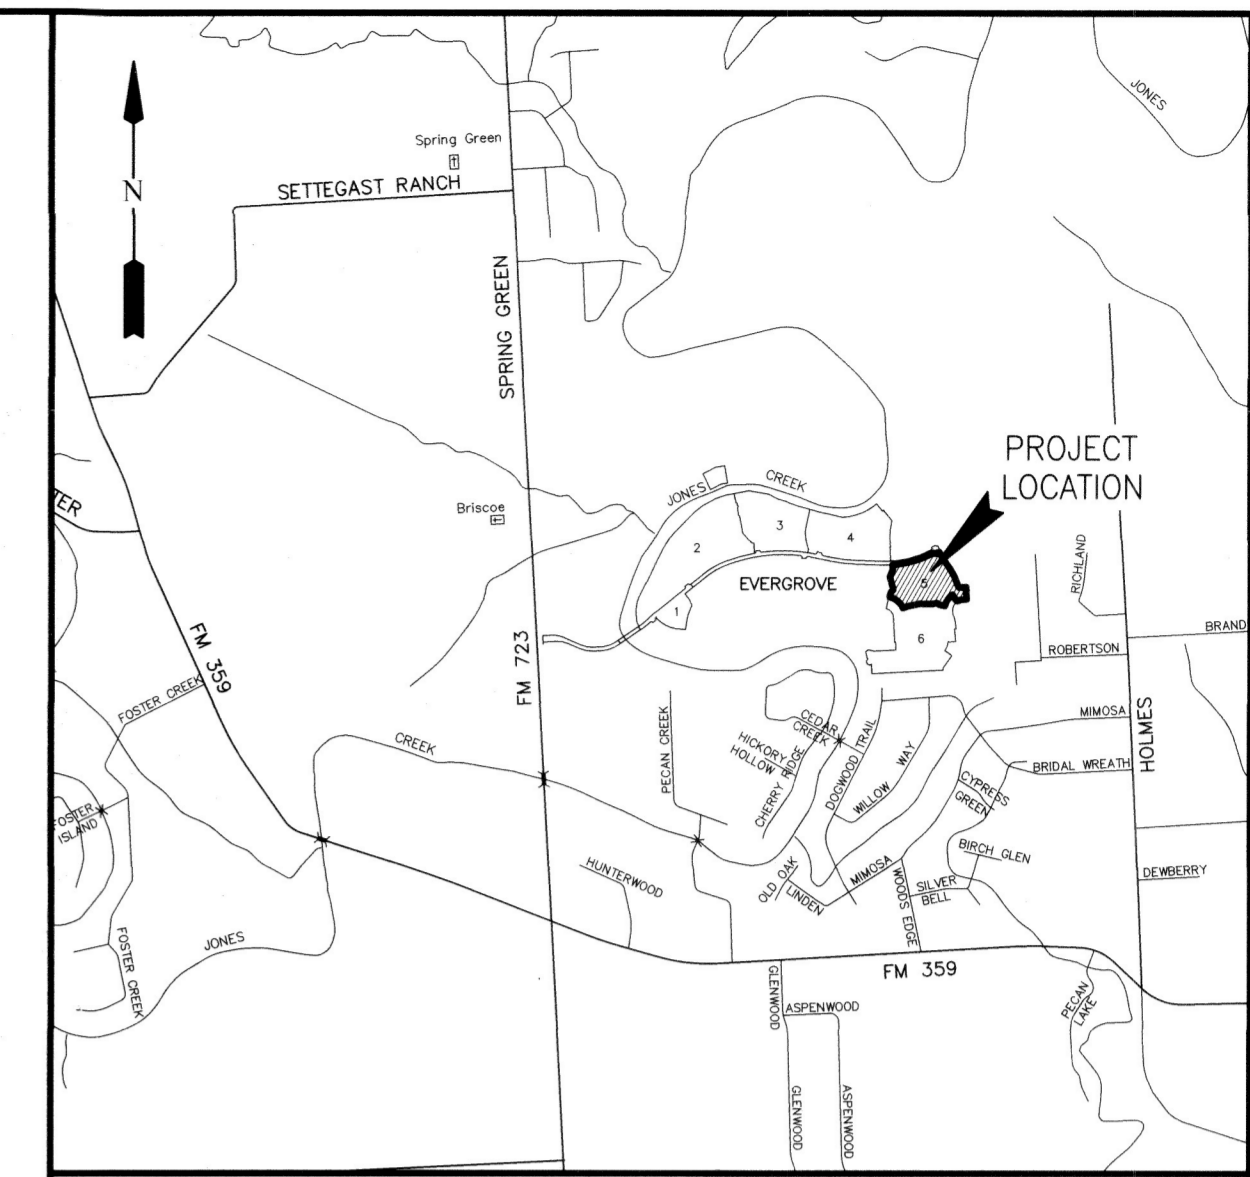 JONES
Spring Green
N
SETTEGAST RANCH
SPRING GREEN
PROJECT
LOCATION
JONES CREEK
Briscoe
3
4
2
EVERGROVE
5
1
6
RICHLAND
BRAND
ROBERTSON
FM 359
FM 723
FOSTER CREEK
MIMOSA
HOLMES
CEDAR
CREEK
CREEK
PECAN CREEK
HICKORY
HOLLOW
CHERRY RIDGE
DOGWOOD TRAIL
WILLOW WAY
BRIDAL WREATH
CYPRESS
GREEN
FOSTER
ISLAND
BIRCH GLEN
HUNTERWOOD
OLD OAK
LINDEN
MIMOSA
WOODS EDGE
SILVER
BELL
DEWBERRY
JONES
FOSTER CREEK
FM 359
GLENWOOD
ASPENWOOD
PECAN
LAKE
GLENWOOD
ASPENWOOD